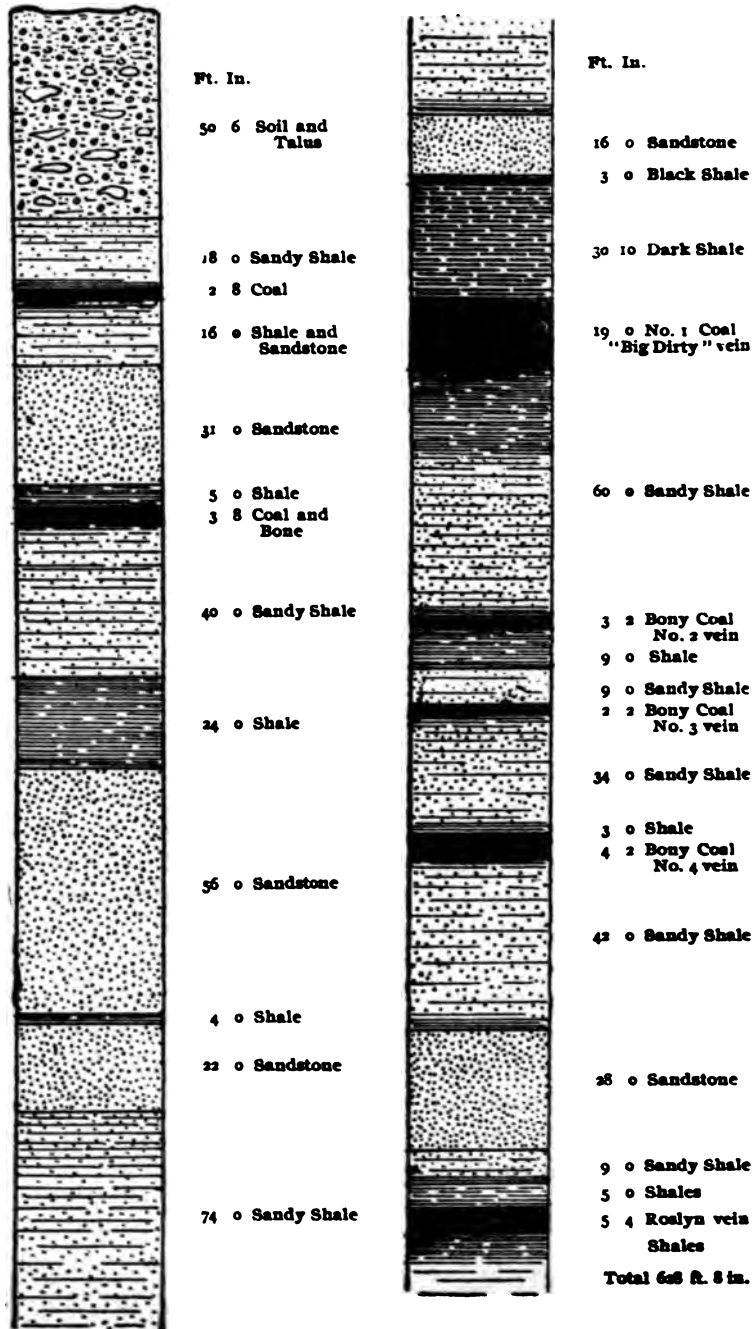 Ft. In.
50 6 Soil and
Talus
18 0 Sandy Shale
2 8 Coal
16 0 Shale and
Sandstone
31 0 Sandstone
5 0 Shale
3 8 Coal and
Bone
40 0 Sandy Shale
24 0 Shale
56 0 Sandstone
4 0 Shale
22 0 Sandstone
74 0 Sandy Shale
Ft. In.
16 0 Sandstone
3 0 Black Shale
30 10 Dark Shale
19 0 No. 1 Coal
"Big Dirty" vein
60 0 Sandy Shale
3 2 Bony Coal
No. 2 vein
9 0 Shale
9 0 Sandy Shale
2 2 Bony Coal
No. 3 vein
34 0 Sandy Shale
3 0 Shale
4 2 Bony Coal
No. 4 vein
42 0 Sandy Shale
28 0 Sandstone
9 0 Sandy Shale
5 0 Shales
5 4 Roslyn vein
Shales
Total ft. 8 in.